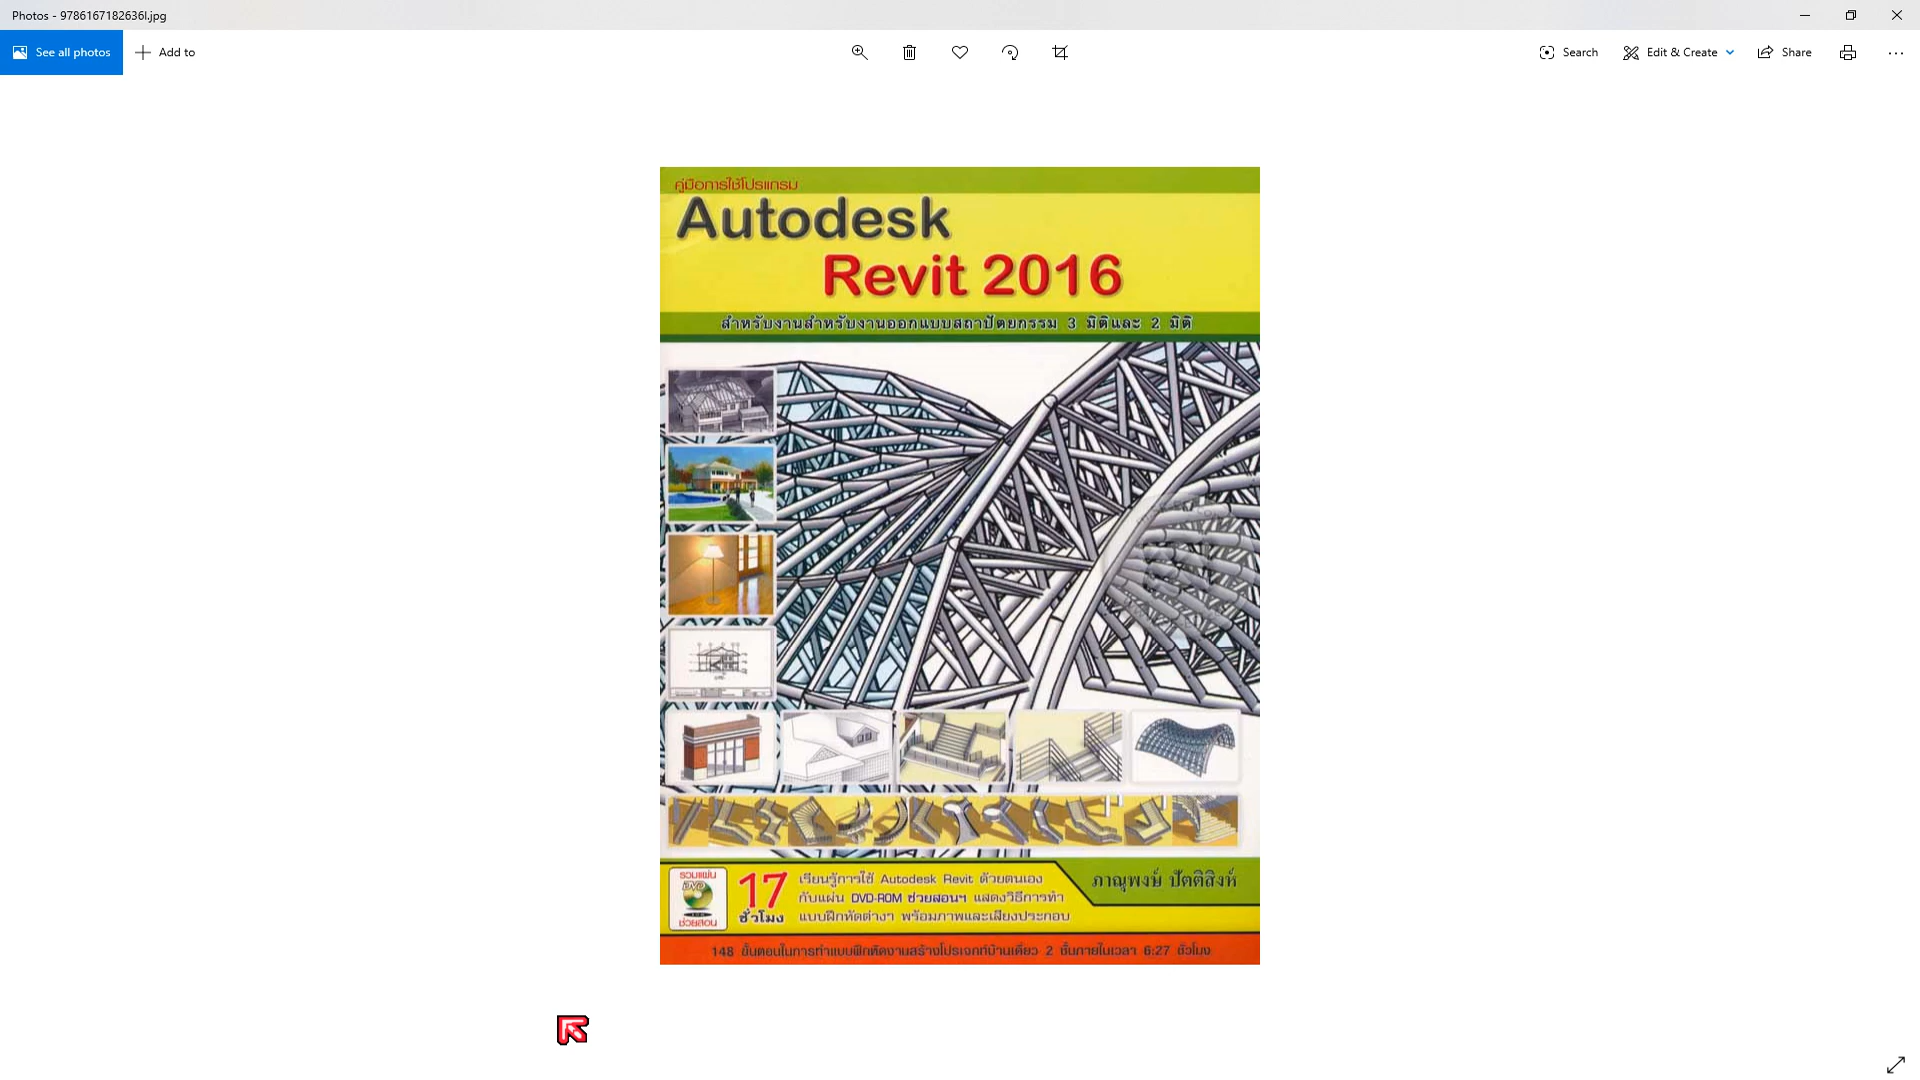 Photos - 9786167182636l.jpg
See all photos
Add to
Search
Edit & Create
Share
คู่มือการใช้โปรแกรม
Autodesk
Revit 2016
สำหรับงานสำหรับงานออกแบบสถาปัตยกรรม 3 มิติและ 2 มิติ
รวมแผ่น
DVD
ช่วยสอน
17
ชั่วโมง
เรียนรู้การใช้ Autodesk Revit ด้วยตนเอง
กับแผ่น DVD-ROM ช่วยสอนฯ แสดงวิธีการทำ
แบบฝึกหัดต่างๆ พร้อมภาพและเสียงประกอบ
ภาณุพงษ์ ปัตติสิงห์
148 ขั้นตอนในการทำแบบฝึกหัดงานสร้างโปรเจกท์บ้านเดี่ยว 2 ชั้นภายในเวลา 6:27 ชั่วโมง